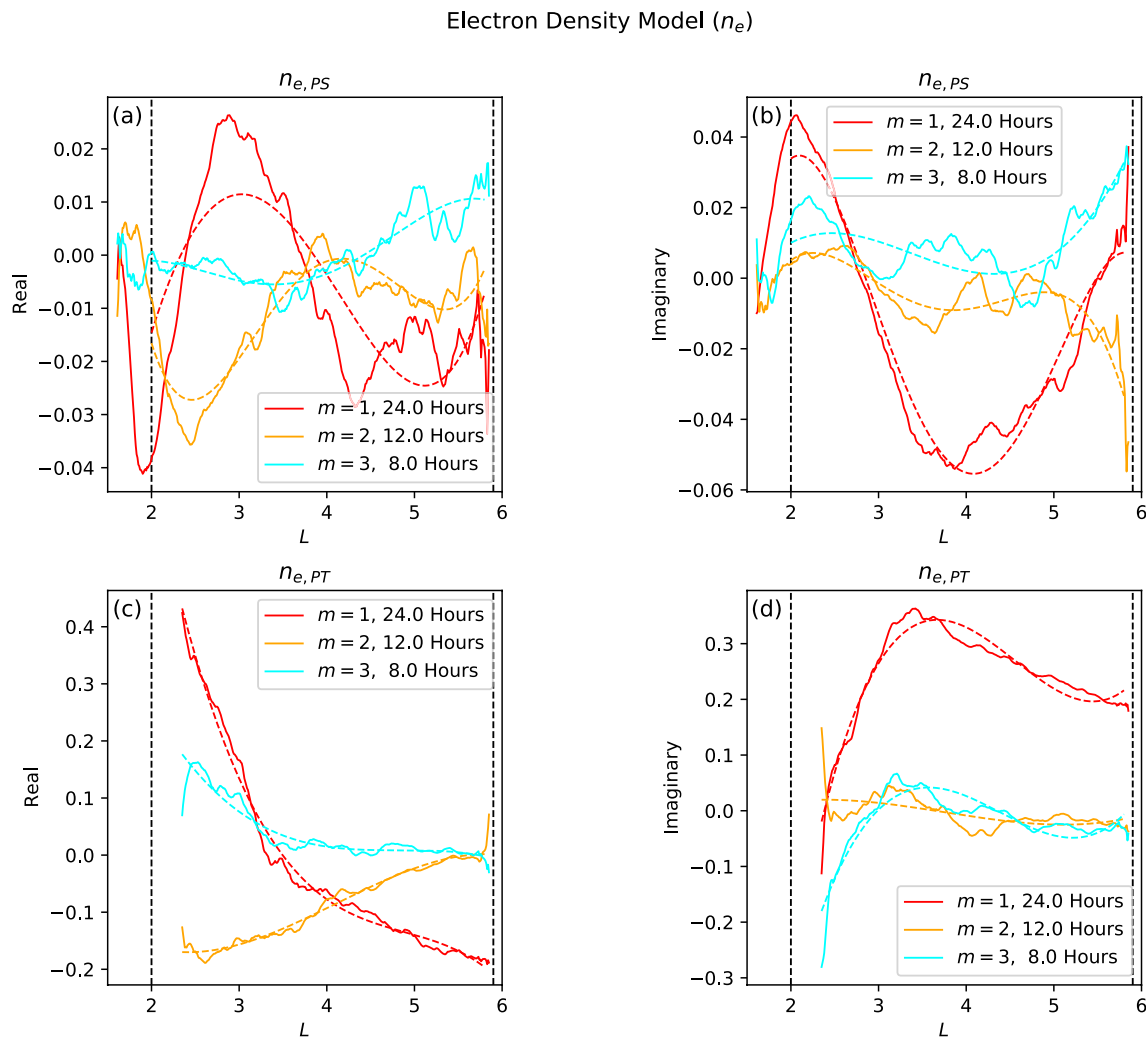 Electron Density Model (nₑ)
nₑ,PS
(a)
0.02
0.01
0.00
−0.01
−0.02
−0.03
−0.04
Real
m = 1, 24.0 Hours
m = 2, 12.0 Hours
m = 3, 8.0 Hours
2 3 4 5 6
L
nₑ,PS
(b)
0.04
0.02
0.00
−0.02
−0.04
−0.06
Imaginary
m = 1, 24.0 Hours
m = 2, 12.0 Hours
m = 3, 8.0 Hours
2 3 4 5 6
L
nₑ,PT
(c)
0.4
0.3
0.2
0.1
0.0
−0.1
−0.2
Real
m = 1, 24.0 Hours
m = 2, 12.0 Hours
m = 3, 8.0 Hours
2 3 4 5 6
L
nₑ,PT
(d)
0.3
0.2
0.1
0.0
−0.1
−0.2
−0.3
Imaginary
m = 1, 24.0 Hours
m = 2, 12.0 Hours
m = 3, 8.0 Hours
2 3 4 5 6
L